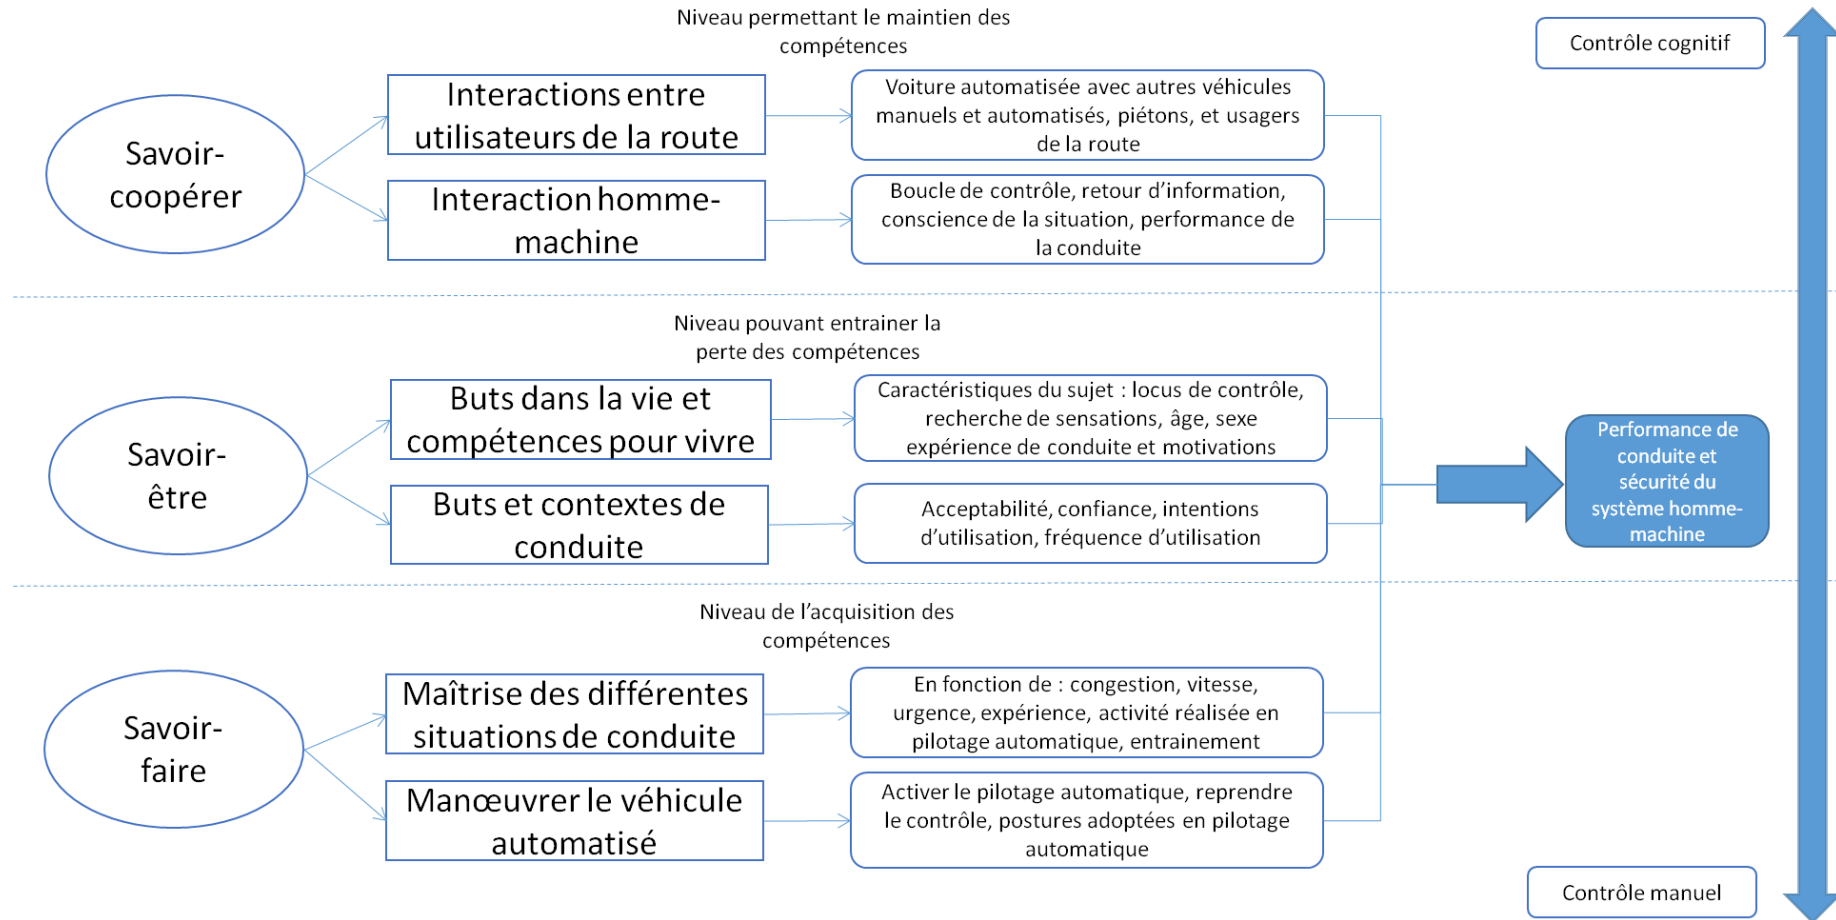 Niveau permettant le maintien des
compétences
Contrôle cognitif
Savoir-
coopérer
Interactions entre
utilisateurs de la route
Voiture automatisée avec autres véhicules
manuels et automatisés, piétons, et usagers
de la route
Interaction homme-
machine
Boucle de contrôle, retour d’information,
conscience de la situation, performance de
la conduite
Niveau pouvant entrainer la
perte des compétences
Savoir-
être
Buts dans la vie et
compétences pour vivre
Caractéristiques du sujet : locus de contrôle,
recherche de sensations, âge, sexe
expérience de conduite et motivations
Buts et contextes de
conduite
Acceptabilité, confiance, intentions
d’utilisation, fréquence d’utilisation
Performance de
conduite et
sécurité du
système homme-
machine
Niveau de l’acquisition des
compétences
Savoir-
faire
Maîtrise des différentes
situations de conduite
En fonction de : congestion, vitesse,
urgence, expérience, activité réalisée en
pilotage automatique, entrainement
Manœuvrer le véhicule
automatisé
Activer le pilotage automatique, reprendre
le contrôle, postures adoptées en pilotage
automatique
Contrôle manuel